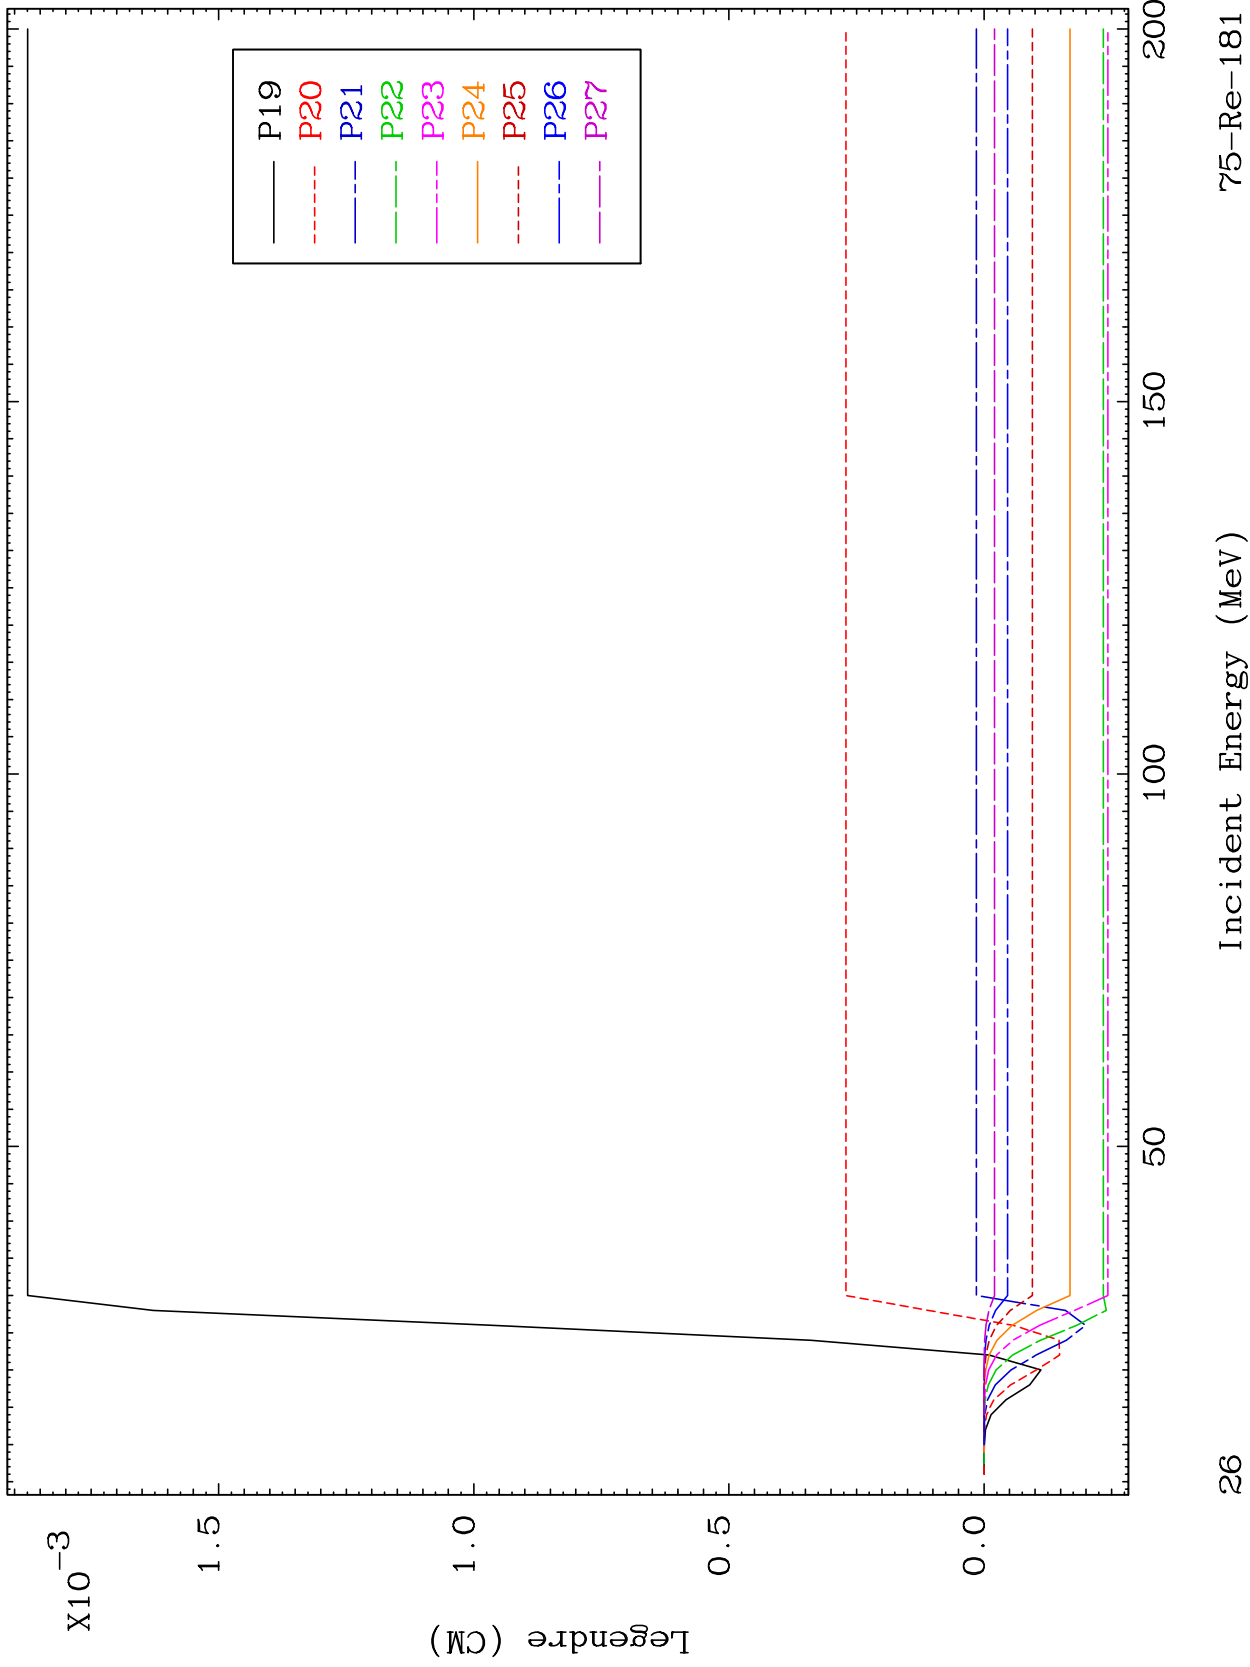 X10-3
1.5
1.0
0.5
0.0
Legendre (CM)
P19
P20
P21
P22
P23
P24
P25
P26
P27
50
100
150
200
Incident Energy (MeV)
26
75-Re-181